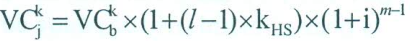 VC_j^k = VC_b^k × (1+(l−1)×k_HS) × (1+i)^{m−1}